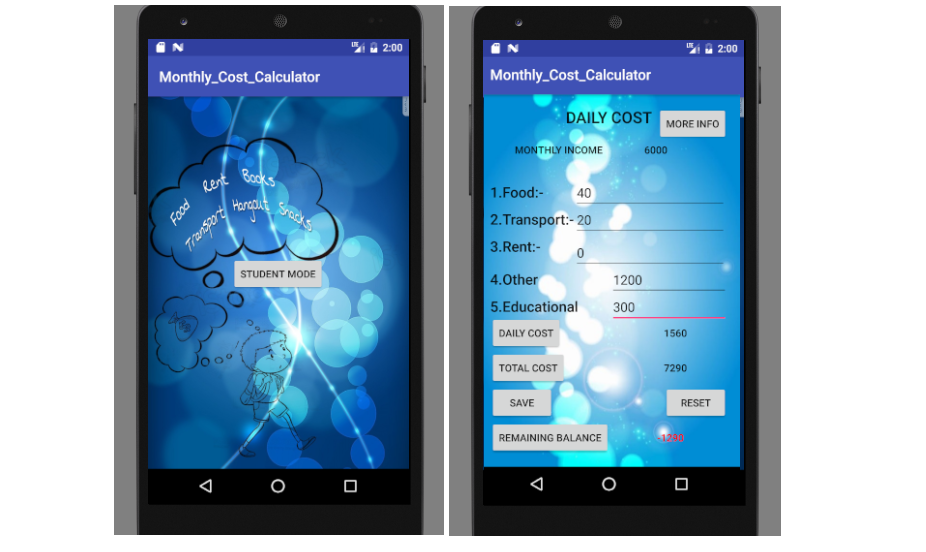 LTE 2:00
Monthly_Cost_Calculator
Food Rent Books
Transport Hangout Snacks
STUDENT MODE
LTE 2:00
Monthly_Cost_Calculator
DAILY COST MORE INFO
MONTHLY INCOME 6000
1.Food:- 40
2.Transport:- 20
3.Rent:- 0
4.Other 1200
5.Educational 300
DAILY COST 1560
TOTAL COST 7290
SAVE RESET
REMAINING BALANCE -1290